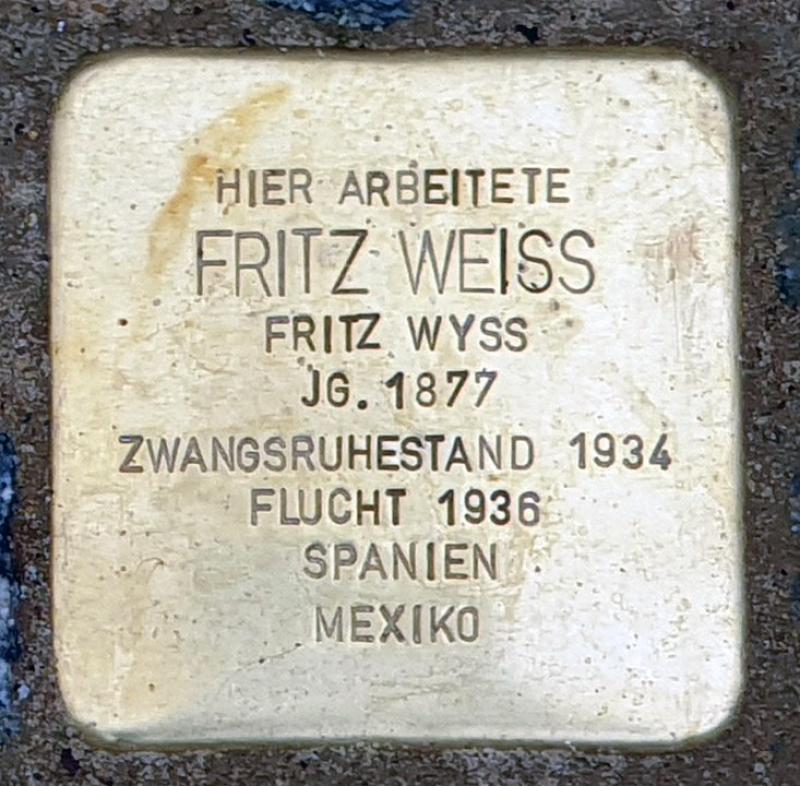 HIER ARBEITETE
FRITZ WEISS
FRITZ WYSS
JG. 1877
ZWANGSRUHESTAND 1934
FLUCHT 1936
SPANIEN
MEXIKO